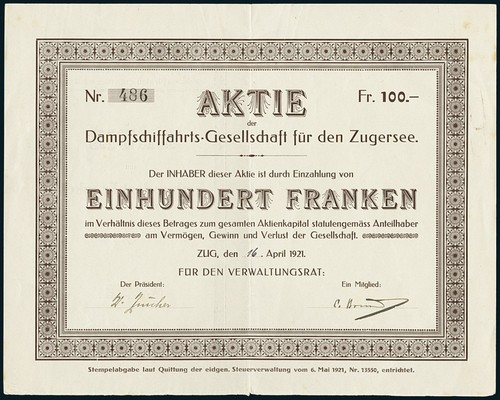 Nr. 486 AKTIE Fr. 100.—
der
Dampfschiffahrts-Gesellschaft für den Zugersee.
Der INHABER dieser Aktie ist durch Einzahlung von
EINHUNDERT FRANKEN
im Verhältnis dieses Betrages zum gesamten Aktienkapital statutengemäss Anteilhaber
am Vermögen, Gewinn und Verlust der Gesellschaft.
ZUG, den 16. April 1921.
FÜR DEN VERWALTUNGSRAT:
Der Präsident: Ein Mitglied:
Stempelabgabe laut Quittung der eidgen. Steuerverwaltung vom 6. Mai 1921, Nr. 13550, entrichtet.